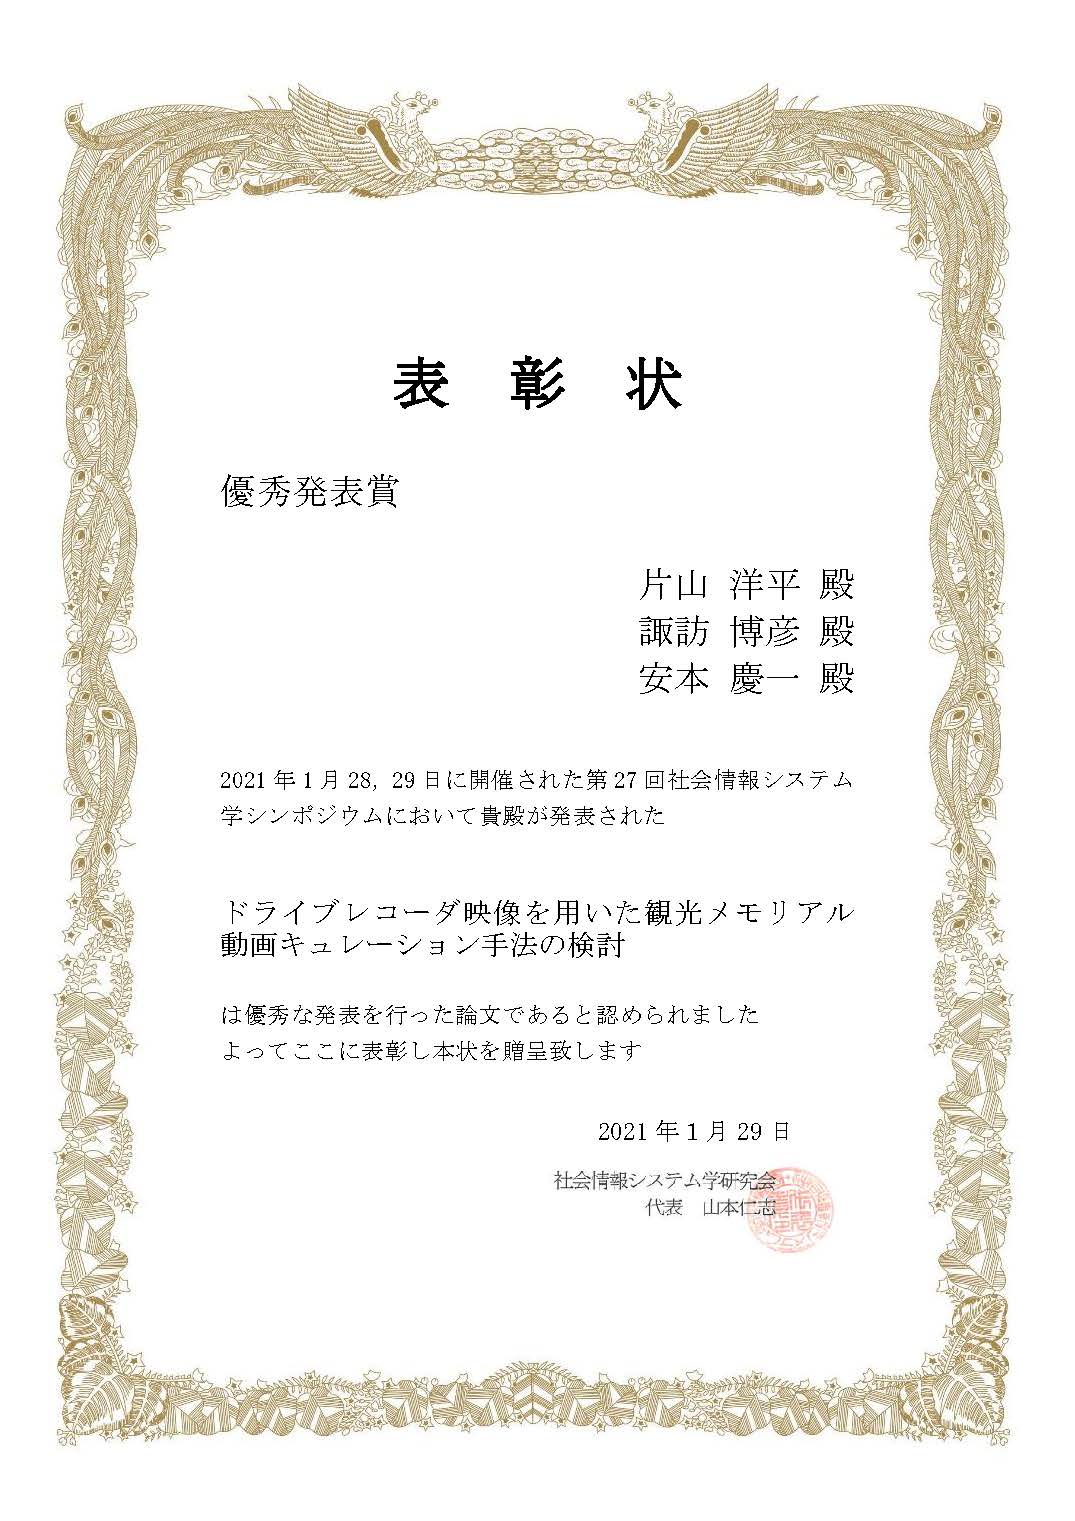 表 彰 状
優秀発表賞
片山 洋平 殿
諏訪 博彦 殿
安本 慶一 殿
2021 年 1 月 28, 29 日に開催された第 27 回社会情報システム
学シンポジウムにおいて貴殿が発表された
ドライブレコーダ映像を用いた観光メモリアル
動画キュレーション手法の検討
は優秀な発表を行った論文であると認められました
よってここに表彰し本状を贈呈致します
2021 年 1 月 29 日
社会情報システム学研究会
代表 山本仁志